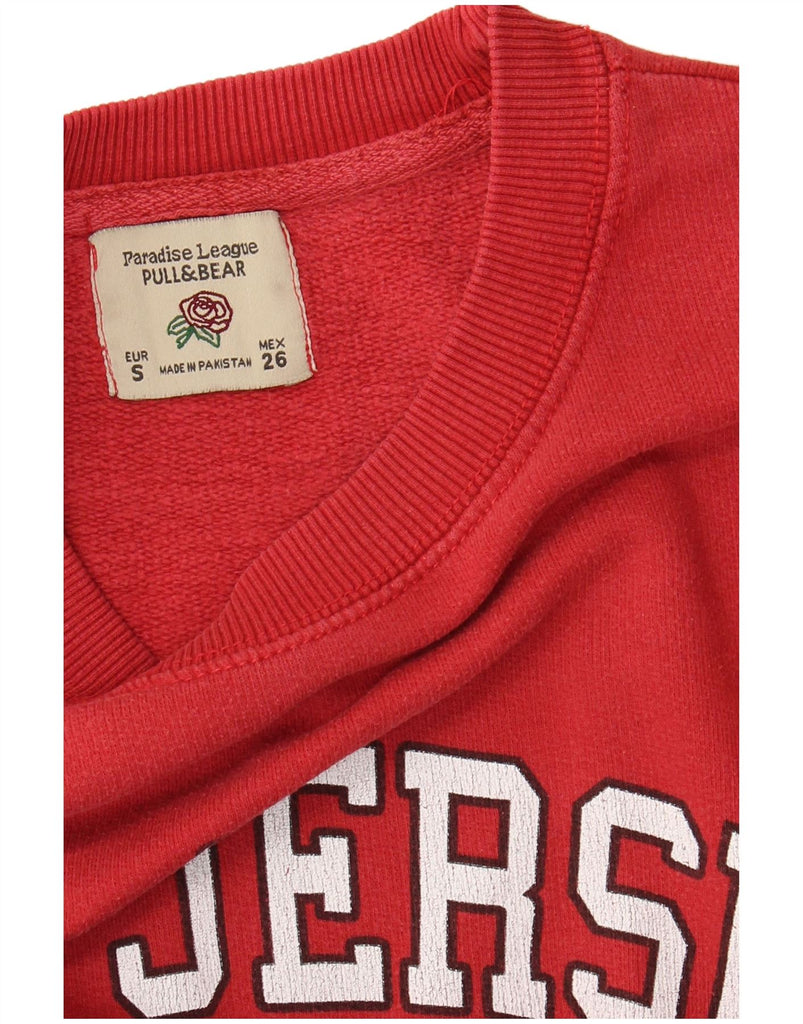 Paradise League
PULL&BEAR
EUR MEX
S MADE IN PAKISTAN 26
JERS